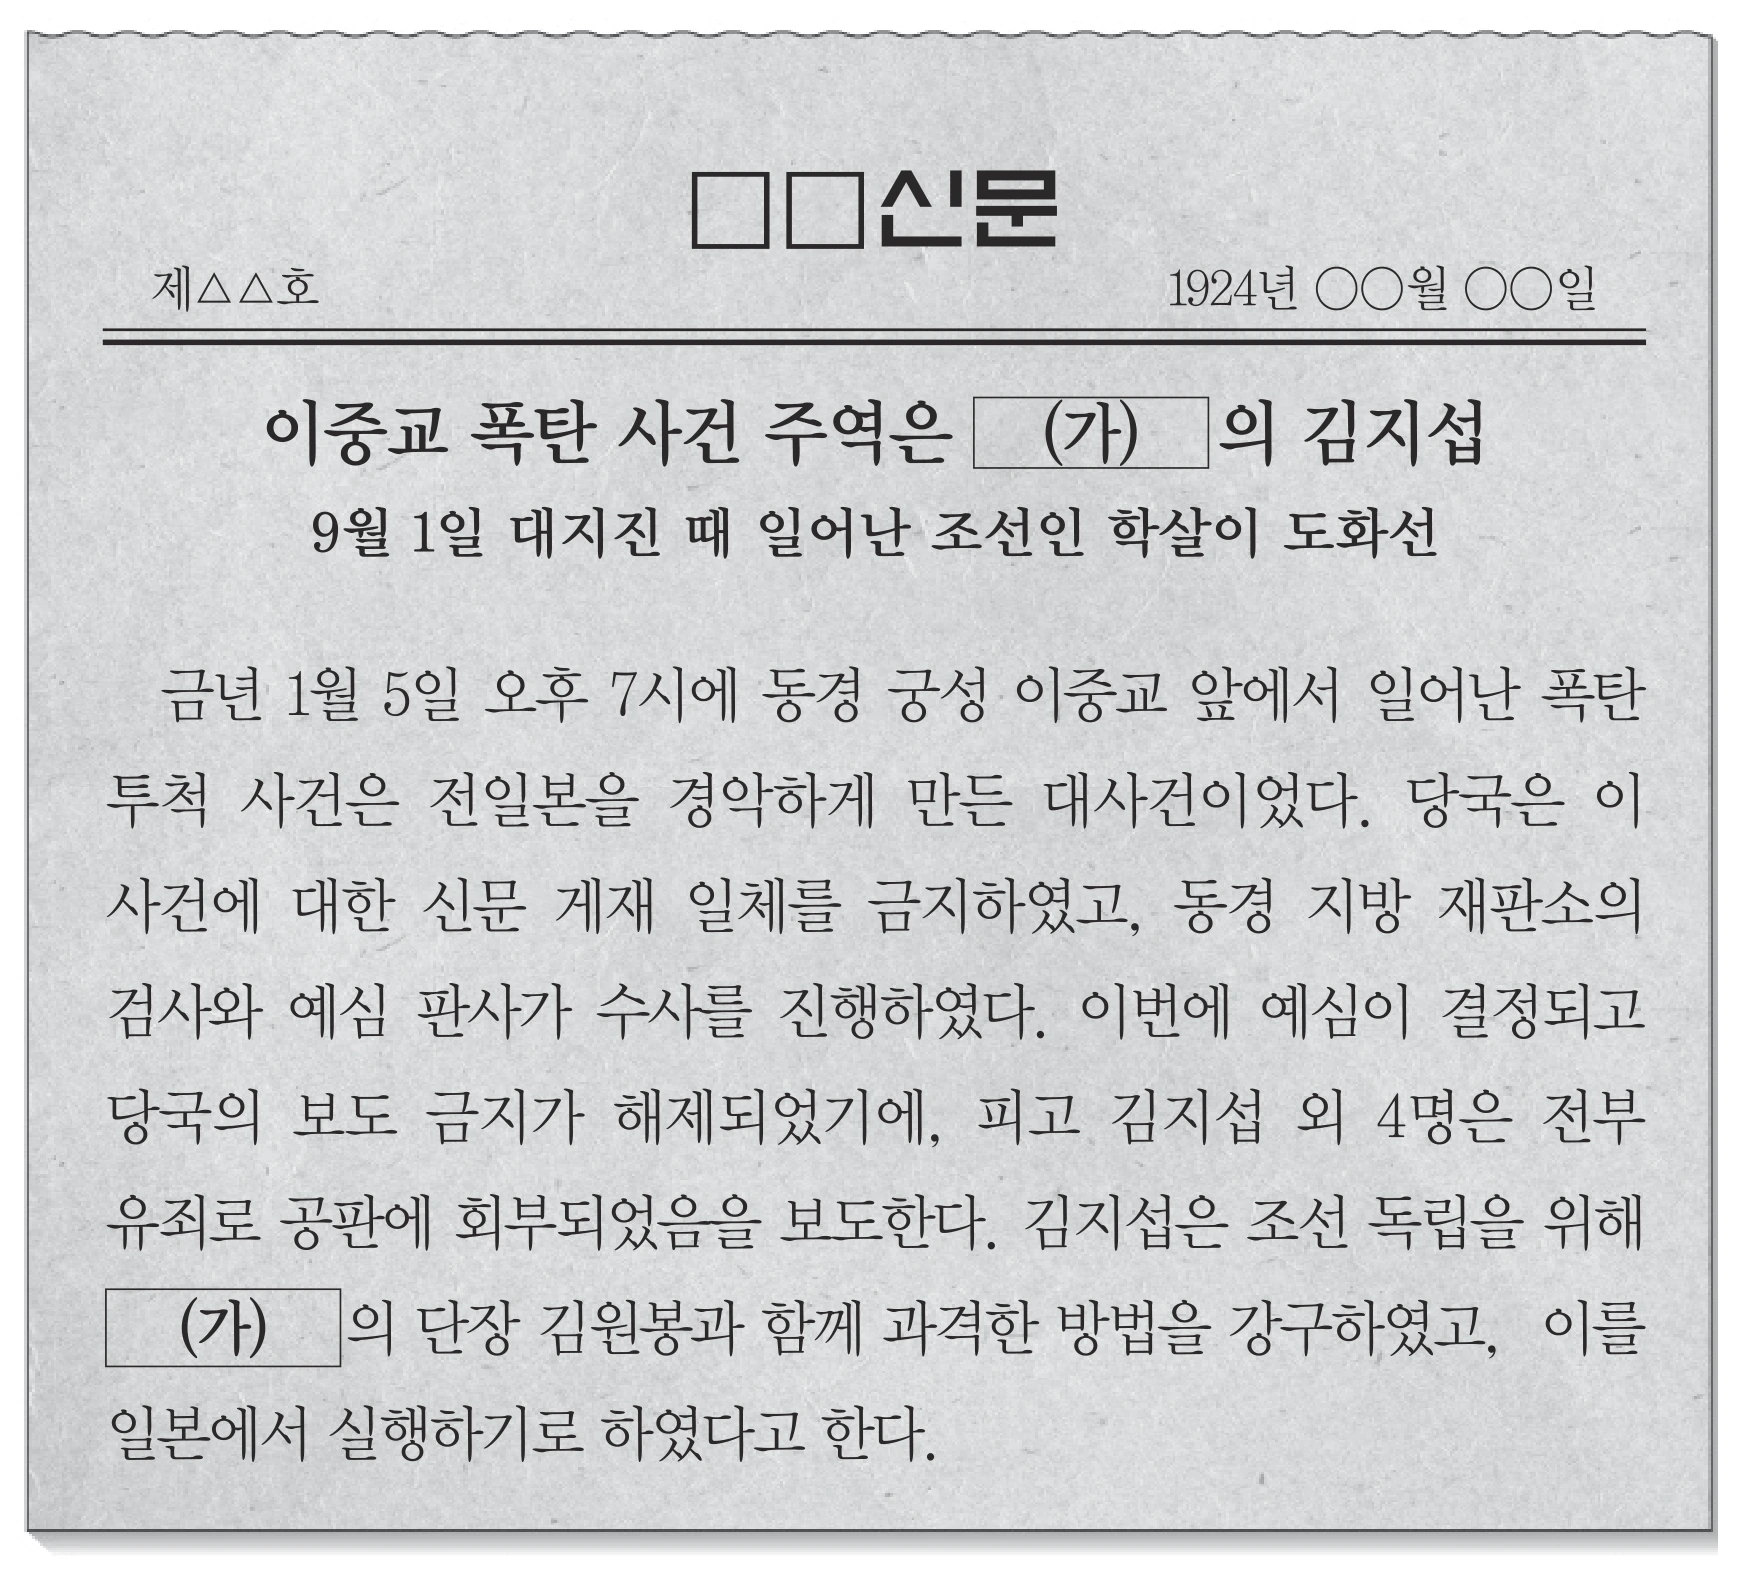 □□신문
제△△호 1924년 ○○월 ○○일
이중교 폭탄 사건 주역은 (가) 의 김지섭
9월 1일 대지진 때 일어난 조선인 학살이 도화선
금년 1월 5일 오후 7시에 동경 궁성 이중교 앞에서 일어난 폭탄
투척 사건은 전일본을 경악하게 만든 대사건이었다. 당국은 이
사건에 대한 신문 게재 일체를 금지하였고, 동경 지방 재판소의
검사와 예심 판사가 수사를 진행하였다. 이번에 예심이 결정되고
당국의 보도 금지가 해제되었기에, 피고 김지섭 외 4명은 전부
유죄로 공판에 회부되었음을 보도한다. 김지섭은 조선 독립을 위해
(가) 의 단장 김원봉과 함께 과격한 방법을 강구하였고, 이를
일본에서 실행하기로 하였다고 한다.